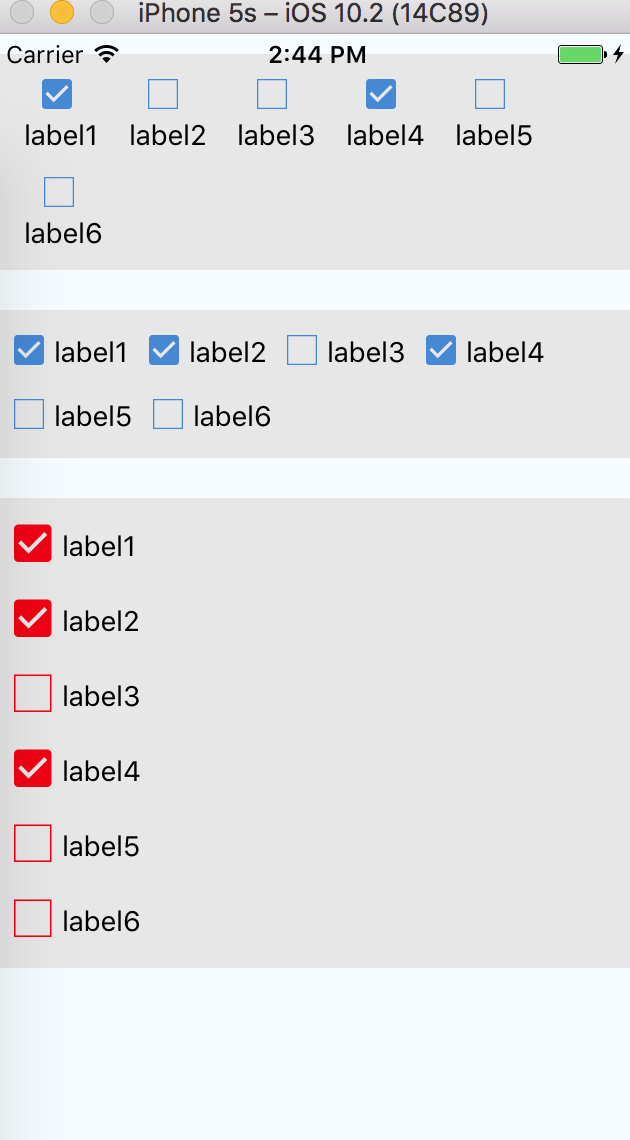 iPhone 5s – iOS 10.2 (14C89)
Carrier 2:44 PM
label1 label2 label3 label4 label5
label6
label1 label2 label3 label4
label5 label6
label1
label2
label3
label4
label5
label6